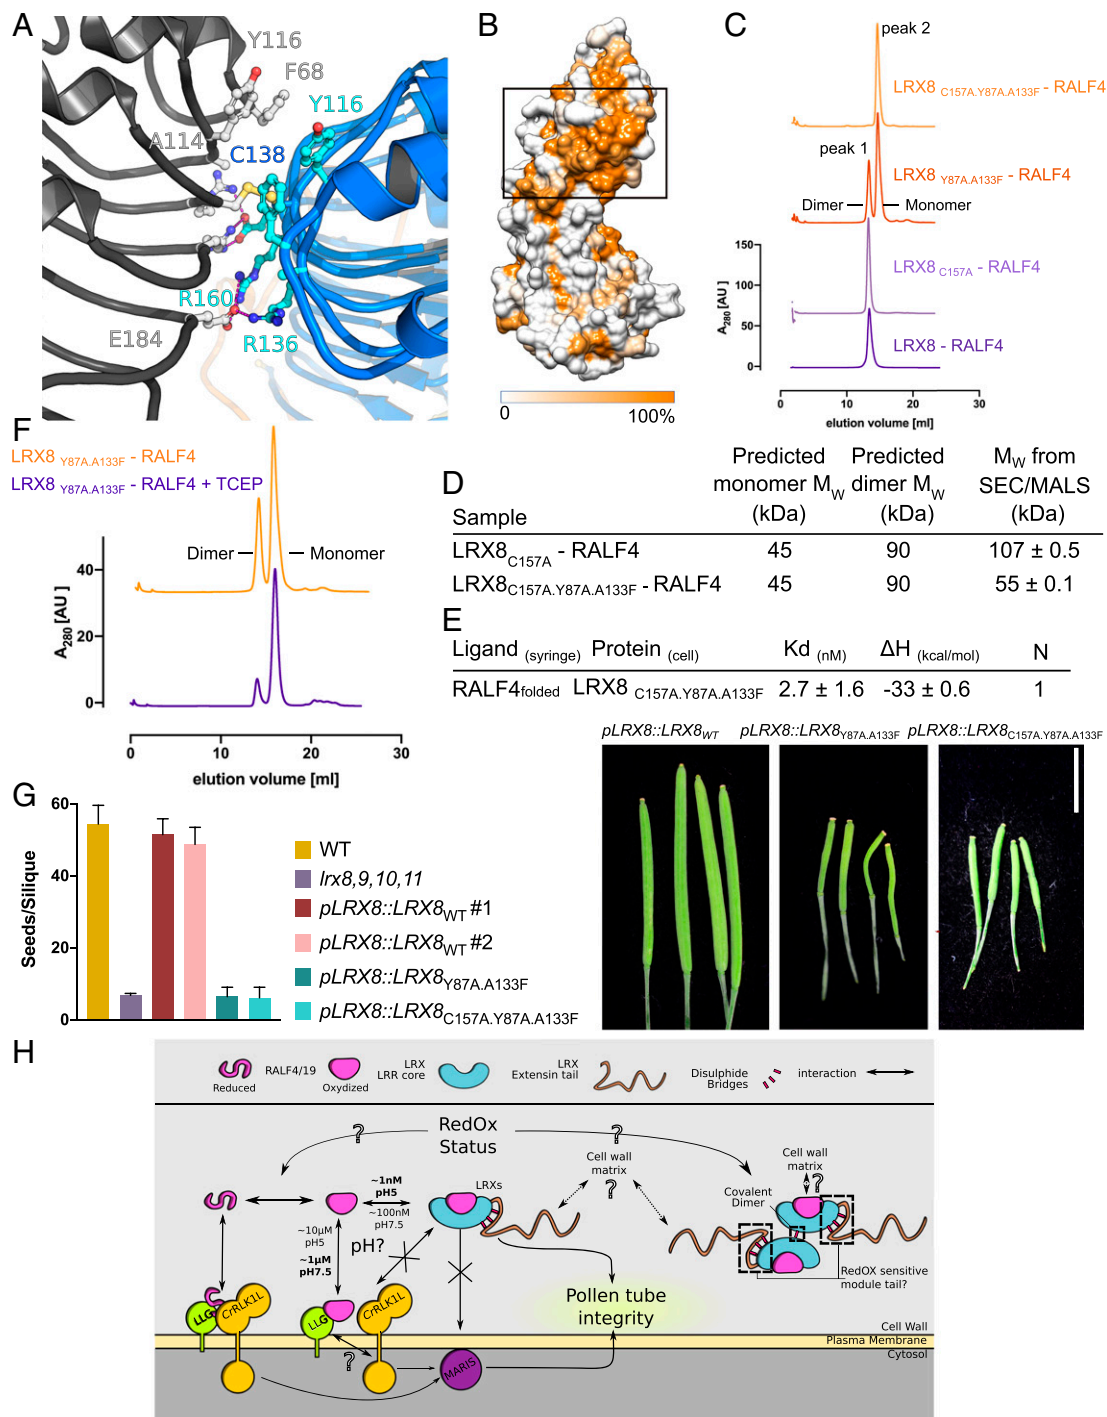 A
Y116
F68
Y116
A114
C138
R160
E184
R136
B
0
100%
C
peak 2
LRX8 C157A.Y87A.A133F - RALF4
peak 1
LRX8 Y87A.A133F - RALF4
Dimer
Monomer
150
100
50
0
A280 [AU]
LRX8 C157A - RALF4
LRX8 - RALF4
0
10
20
30
elution volume [ml]
F
LRX8 Y87A.A133F - RALF4
LRX8 Y87A.A133F - RALF4 + TCEP
Dimer
Monomer
40
20
0
A280 [AU]
0
10
20
30
elution volume [ml]
D
Sample
Predicted monomer MW (kDa)
Predicted dimer MW (kDa)
MW from SEC/MALS (kDa)
LRX8C157A - RALF4 45 90 107 ± 0.5
LRX8C157A.Y87A.A133F - RALF4 45 90 55 ± 0.1
E
Ligand (syringe) Protein (cell) Kd (nM) ΔH (kcal/mol) N
RALF4folded LRX8 C157A.Y87A.A133F 2.7 ± 1.6 -33 ± 0.6 1
pLRX8::LRX8WT
pLRX8::LRX8Y87A.A133F
pLRX8::LRX8C157A.Y87A.A133F
G
60
40
20
0
Seeds/Silique
WT
lrx8,9,10,11
pLRX8::LRX8WT #1
pLRX8::LRX8WT #2
pLRX8::LRX8Y87A.A133F
pLRX8::LRX8C157A.Y87A.A133F
H
Reduced
RALF4/19
Oxydized
LRX
LRR core
LRX
Extensin tail
Disulphide
Bridges
interaction
RedOx
Status
?
?
Cell wall
matrix
?
Cell wall
matrix
?
Covalent
Dimer
~1nM
pH5
~100nM
pH7.5
LRXs
~10µM
pH5
~1µM
pH7.5
pH?
RedOX sensitive
module tail?
LLG
CrRLK1L
LLG
CrRLK1L
?
MARIS
Pollen tube
integrity
Cell Wall
Plasma Membrane
Cytosol